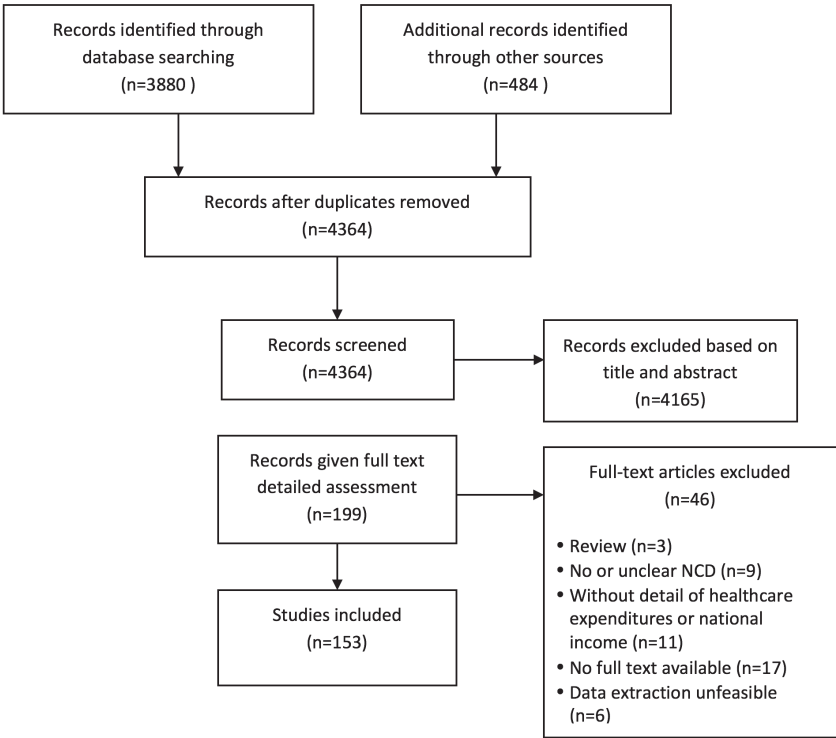 Records identified through
database searching
(n=3880 )
Additional records identified
through other sources
(n=484 )
Records after duplicates removed
(n=4364)
Records screened
(n=4364)
Records excluded based on
title and abstract
(n=4165)
Records given full text
detailed assessment
(n=199)
Full-text articles excluded
(n=46)
• Review (n=3)
• No or unclear NCD (n=9)
• Without detail of healthcare
expenditures or national
income (n=11)
• No full text available (n=17)
• Data extraction unfeasible
(n=6)
Studies included
(n=153)